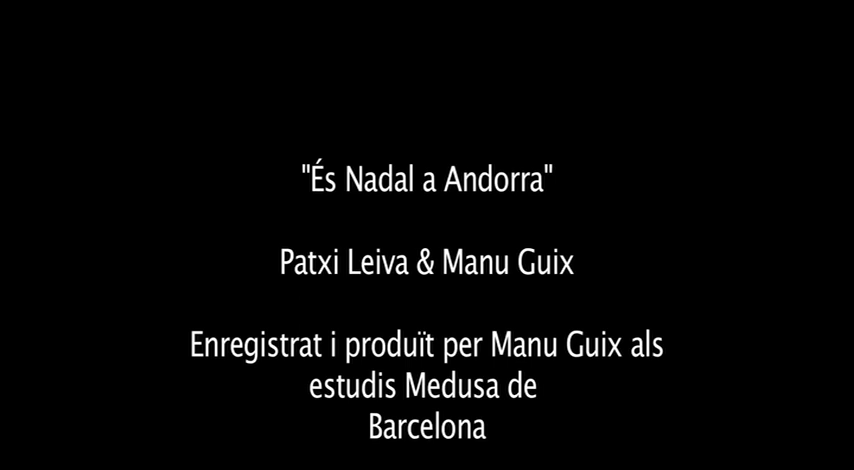 "És Nadal a Andorra"
Patxi Leiva & Manu Guix
Enregistrat i produït per Manu Guix als
estudis Medusa de
Barcelona